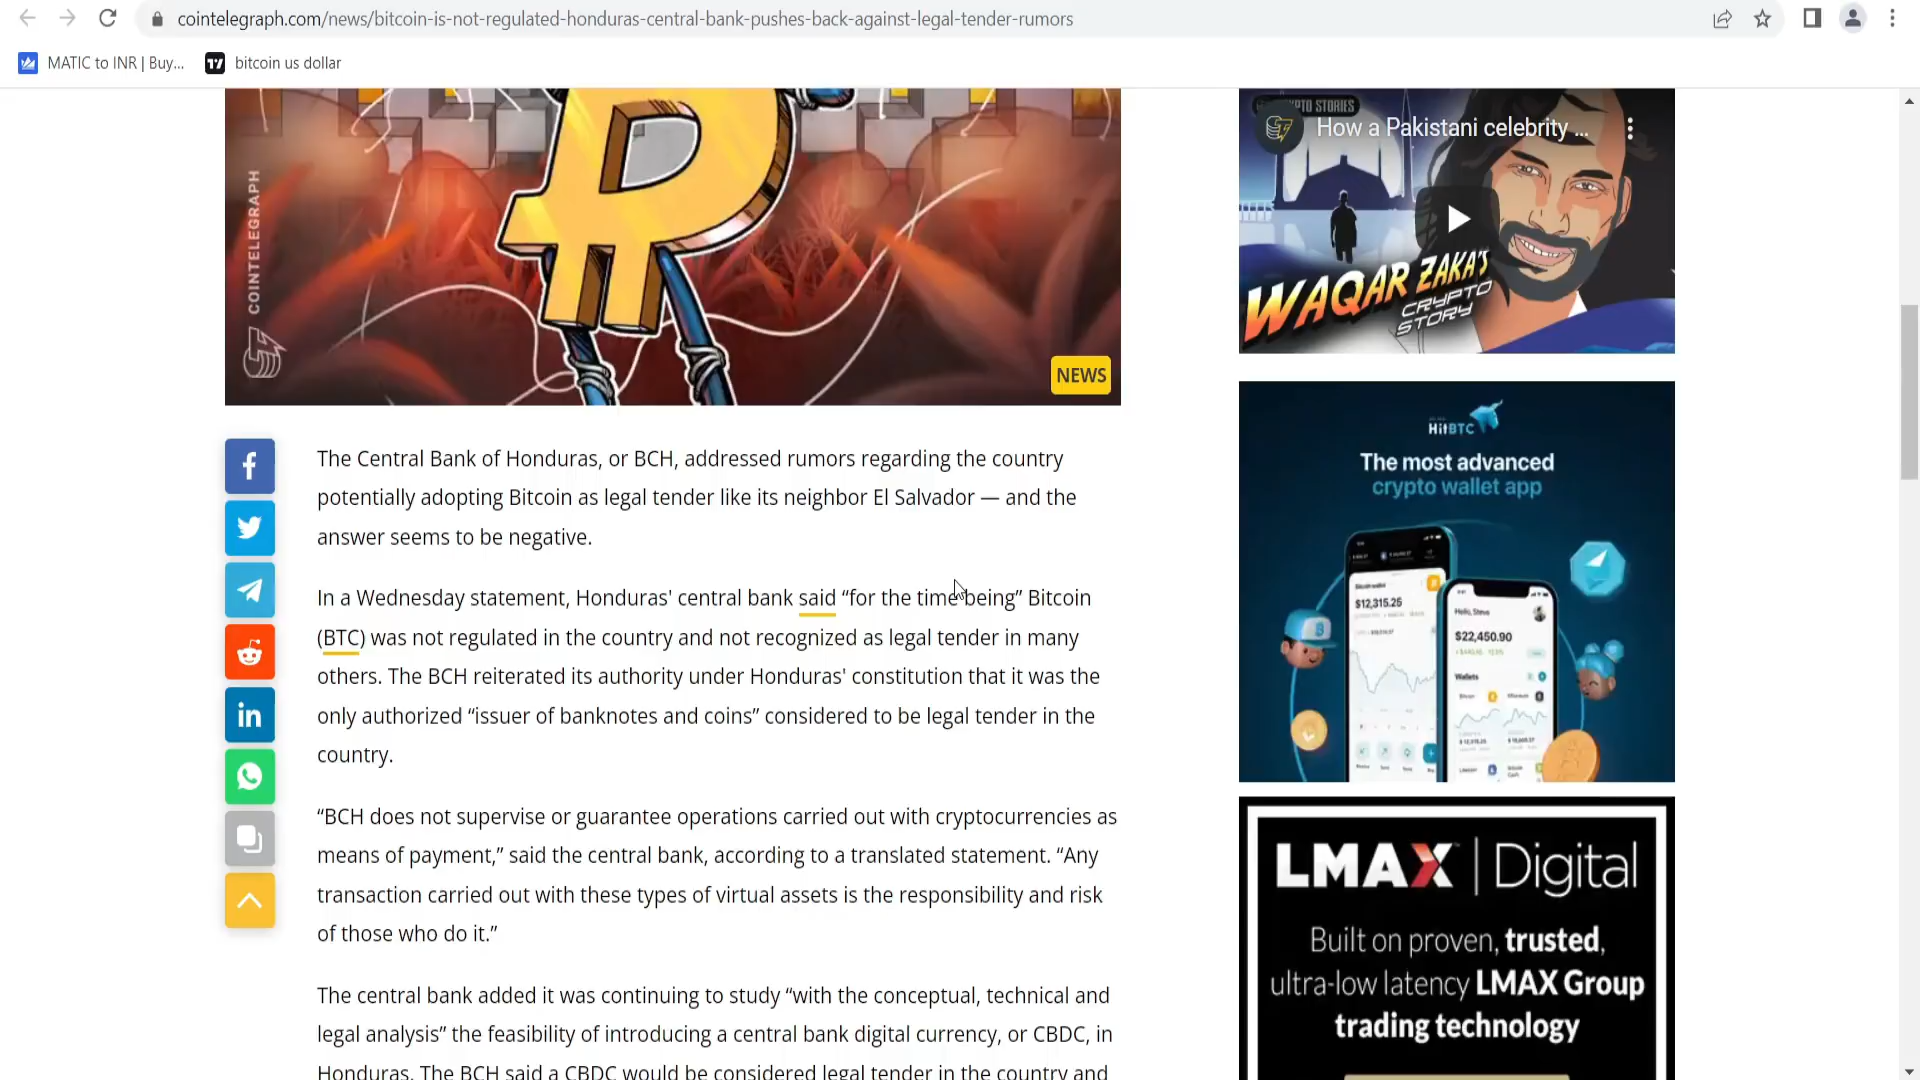 cointelegraph.com/news/bitcoin-is-not-regulated-honduras-central-bank-pushes-back-against-legal-tender-rumors
MATIC to INR | Buy...
bitcoin us dollar
COINTELEGRAPH
NEWS
The Central Bank of Honduras, or BCH, addressed rumors regarding the country
potentially adopting Bitcoin as legal tender like its neighbor El Salvador — and the
answer seems to be negative.
In a Wednesday statement, Honduras' central bank said “for the time being” Bitcoin
(BTC) was not regulated in the country and not recognized as legal tender in many
others. The BCH reiterated its authority under Honduras' constitution that it was the
only authorized “issuer of banknotes and coins” considered to be legal tender in the
country.
“BCH does not supervise or guarantee operations carried out with cryptocurrencies as
means of payment,” said the central bank, according to a translated statement. “Any
transaction carried out with these types of virtual assets is the responsibility and risk
of those who do it.”
The central bank added it was continuing to study “with the conceptual, technical and
legal analysis” the feasibility of introducing a central bank digital currency, or CBDC, in
Honduras. The BCH said a CBDC would be considered legal tender in the country and
STORIES
How a Pakistani celebrity ...
WAQAR ZAKA'S
CRYPTO
STORY
HitBTC
The most advanced
crypto wallet app
$12,315.25
Hello, Steve
$22,450.90
Wallets
LMAX | Digital
Built on proven, trusted,
ultra-low latency LMAX Group
trading technology